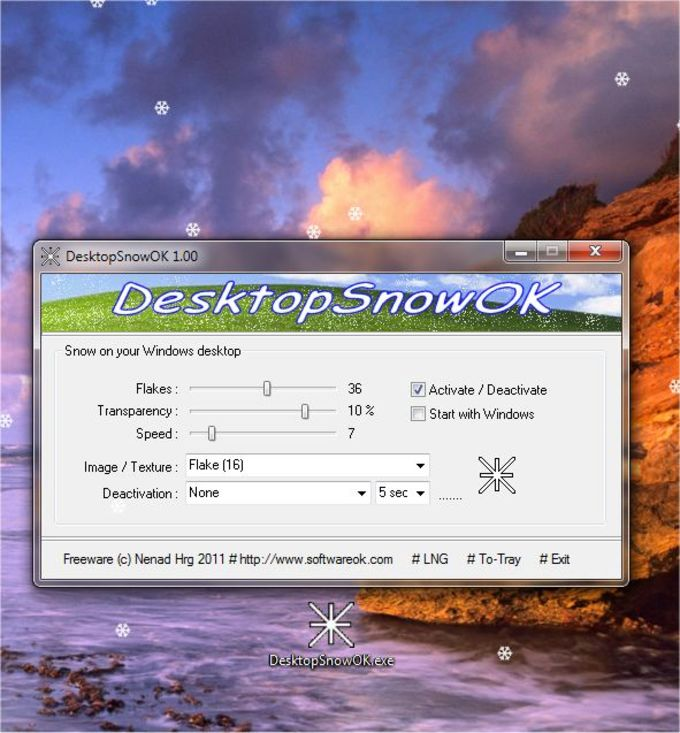 DesktopSnowOK 1.00
DesktopSnowOK
Snow on your Windows desktop
Flakes : 36
Activate / Deactivate
Transparency : 10 %
Start with Windows
Speed : 7
Image / Texture : Flake (16)
Deactivation : None 5 sec .......
Freeware (c) Nenad Hrg 2011 # http://www.softwareok.com # LNG # To-Tray # Exit
DesktopSnowOK.exe